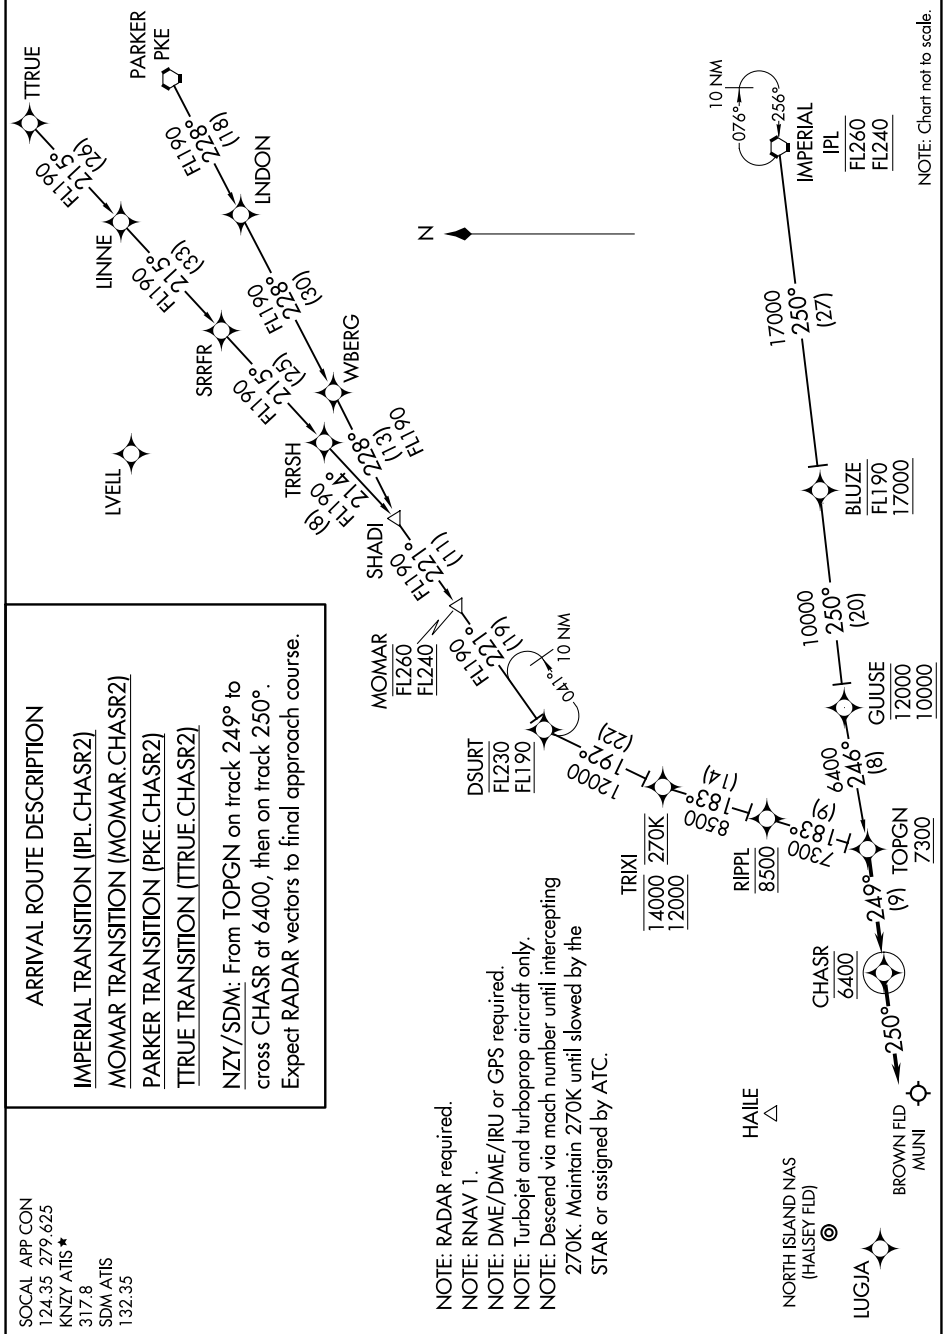 SOCAL APP CON
124.35 279.625
KNZY ATIS★
317.8
SDM ATIS
132.35
ARRIVAL ROUTE DESCRIPTION
IMPERIAL TRANSITION (IPL.CHASR2)
MOMAR TRANSITION (MOMAR.CHASR2)
PARKER TRANSITION (PKE.CHASR2)
TTRUE TRANSITION (TTRUE.CHASR2)
NZY/SDM: From TOPGN on track 249° to
cross CHASR at 6400, then on track 250°.
Expect RADAR vectors to final approach course.
NOTE: RADAR required.
NOTE: RNAV 1.
NOTE: DME/DME/IRU or GPS required.
NOTE: Turbojet and turboprop aircraft only.
NOTE: Descend via mach number until intercepting
270K. Maintain 270K until slowed by the
STAR or assigned by ATC.
TTRUE
FL190
215°
(26)
LINNE
FL190
215°
(33)
SRRFR
FL190
215°
(25)
TRRSH
FL190
214°
(8)
PARKER
PKE
FL190
228°
(18)
LNDON
FL190
228°
(30)
WBERG
228°
(13)
FL190
LVELL
SHADI
FL190
221°
(11)
MOMAR
FL260
FL240
FL190
221°
(19)
10 NM
041°
DSURT
FL230
FL190
12000
192°
(22)
TRIXI
14000 270K
12000
8500
183°
(14)
RIPPL
8500
7300
183°
(9)
N
10 NM
076°
256°
IMPERIAL
IPL
FL260
FL240
17000
250°
(27)
BLUZE
FL190
17000
10000
250°
(20)
GUUSE
12000
10000
6400
246°
(8)
TOPGN
7300
249°
(9)
CHASR
6400
250°
HAILE
BROWN FLD
MUNI
NORTH ISLAND NAS
(HALSEY FLD)
LUGJA
NOTE: Chart not to scale.